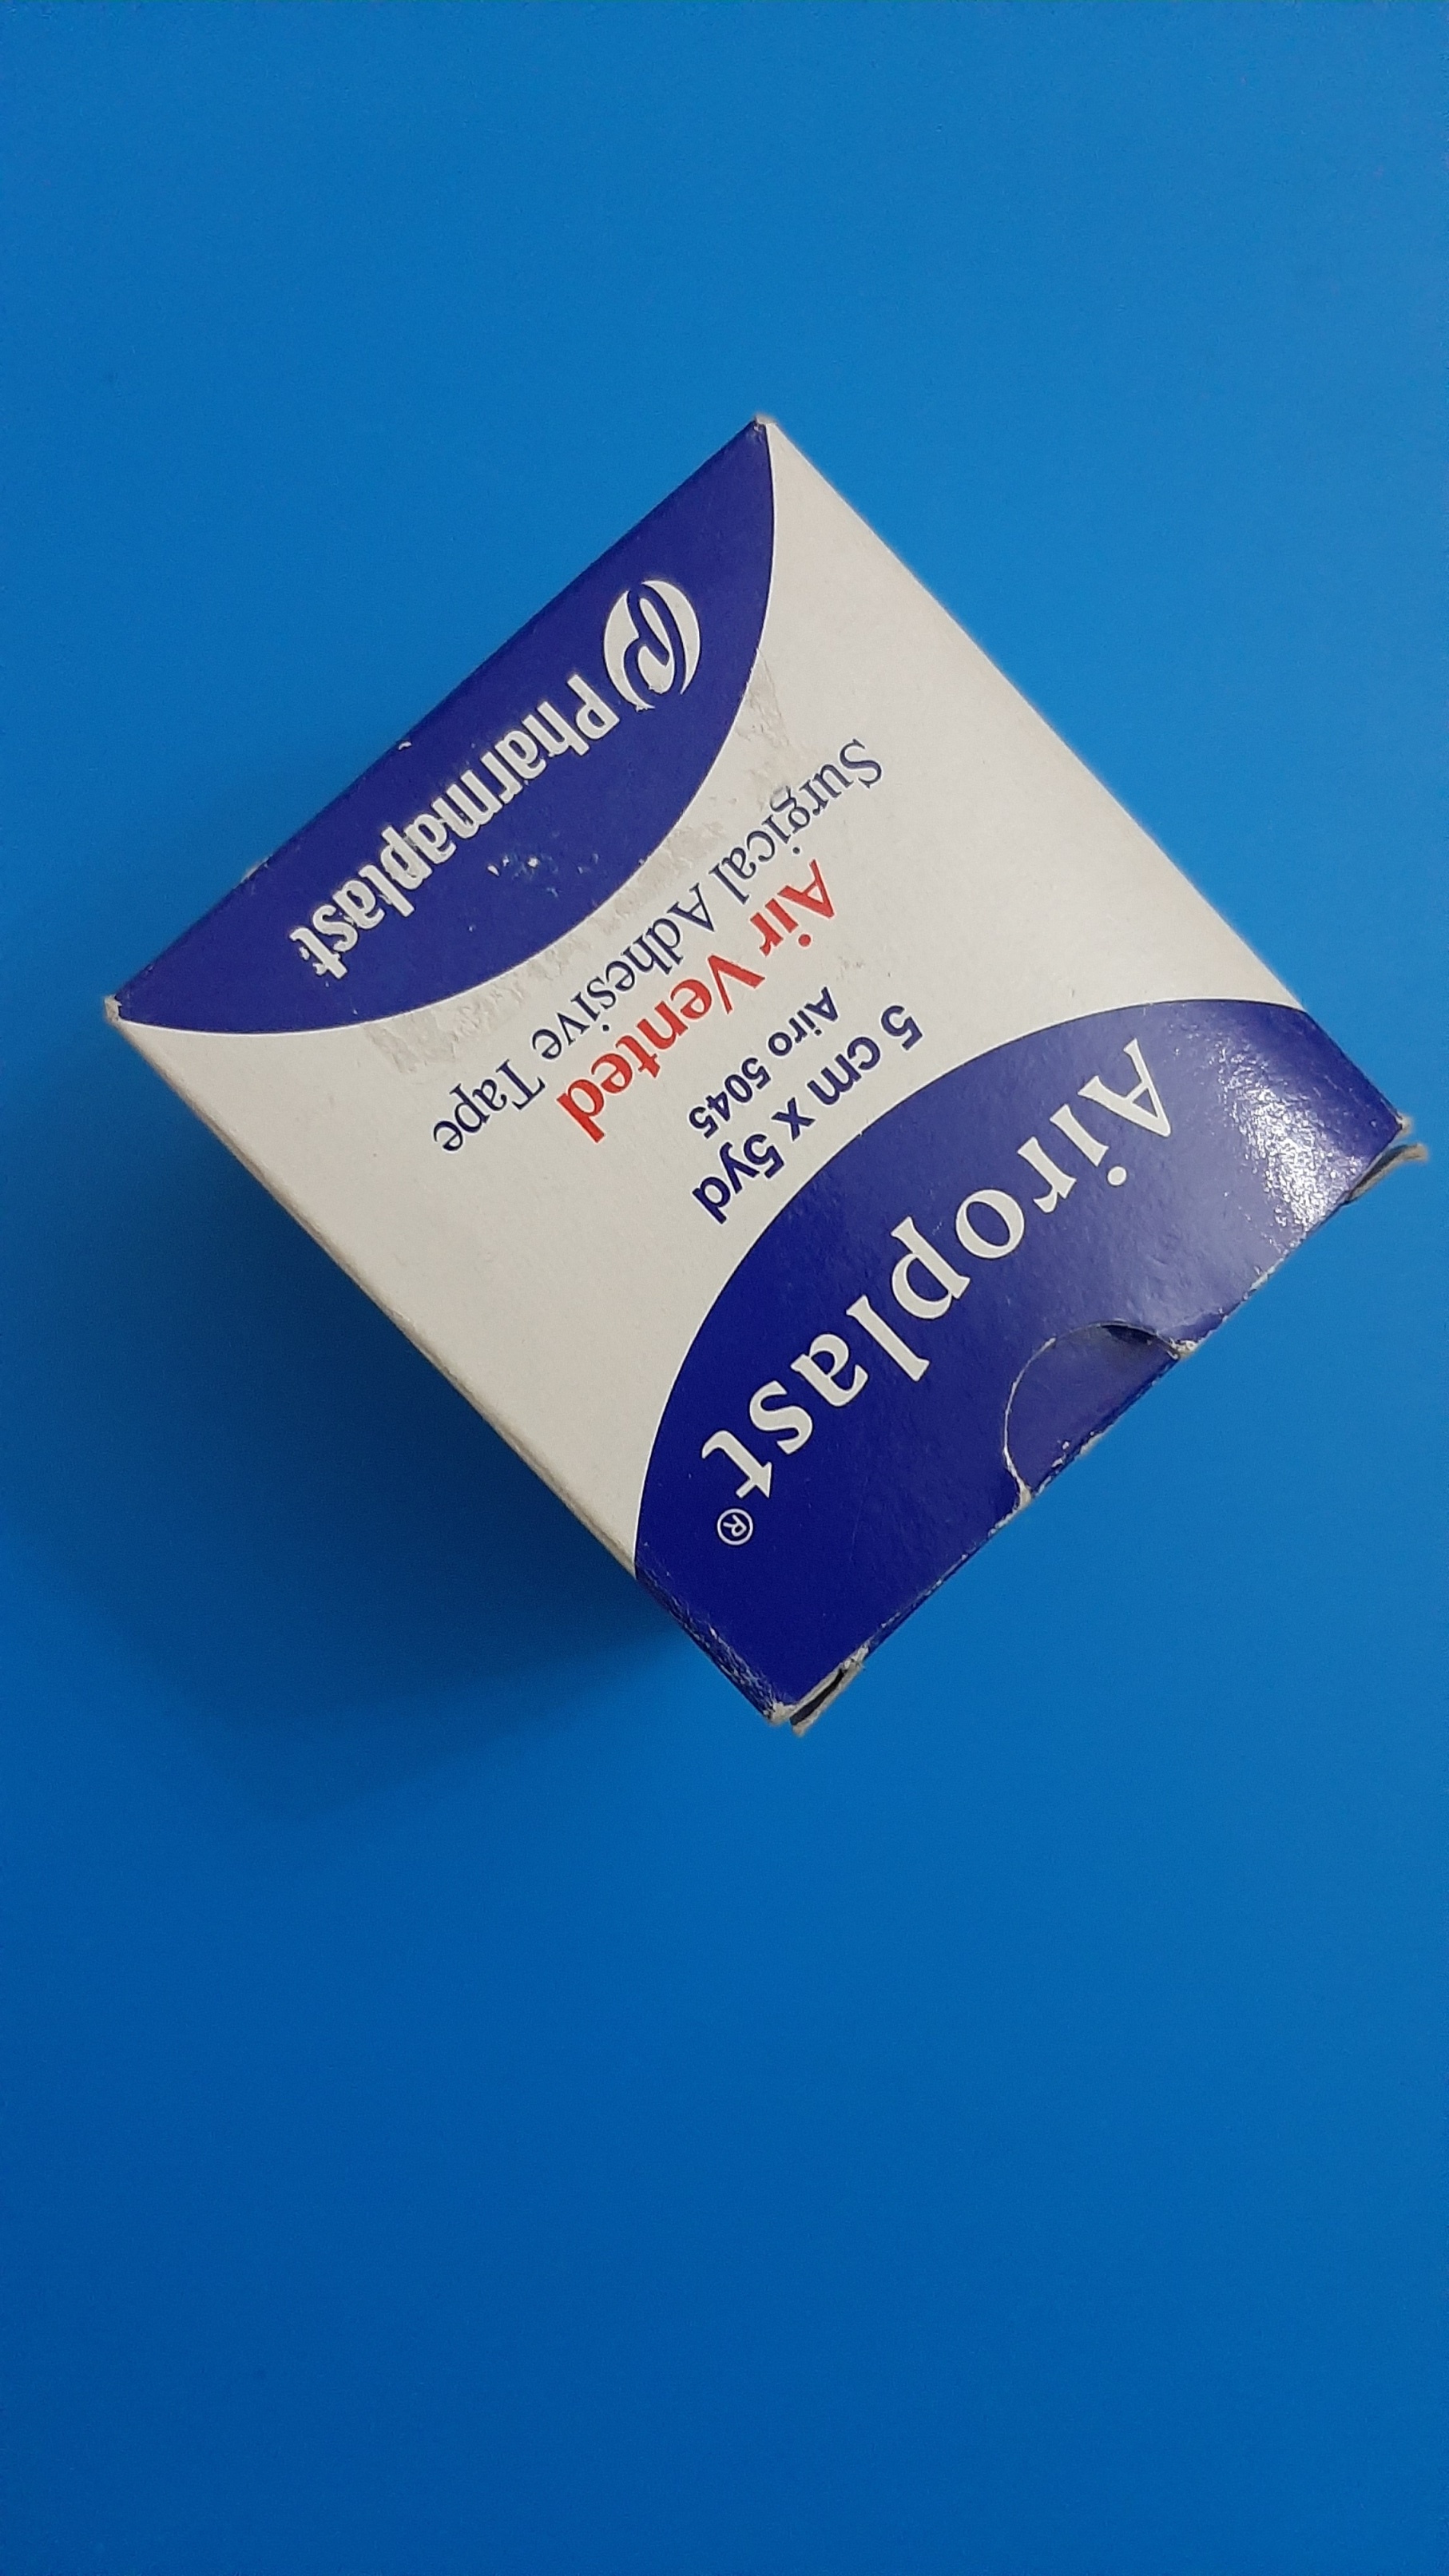 Airoplast®
5 cm x 5yd
Airo 5045
Air Vented
Surgical Adhesive Tape
Pharmaplast